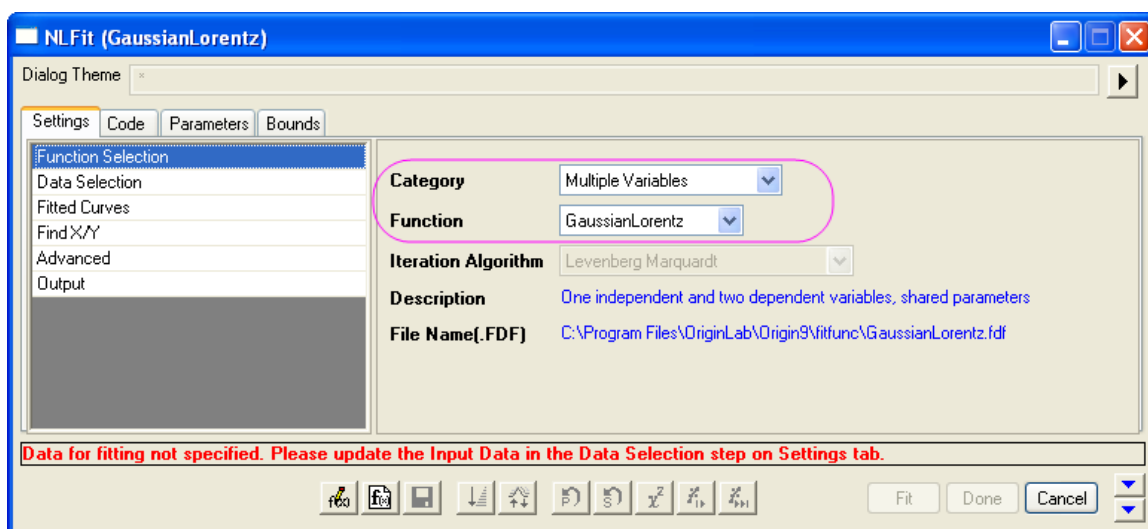 NLFit (GaussianLorentz)
Dialog Theme *
Settings Code Parameters Bounds
Function Selection
Data Selection
Fitted Curves
Find X/Y
Advanced
Output
Category Multiple Variables
Function GaussianLorentz
Iteration Algorithm Levenberg Marquardt
Description One independent and two dependent variables, shared parameters
File Name(.FDF) C:\Program Files\OriginLab\Origin9\fitfunc\GaussianLorentz.fdf
Data for fitting not specified. Please update the Input Data in the Data Selection step on Settings tab.
Fit Done Cancel